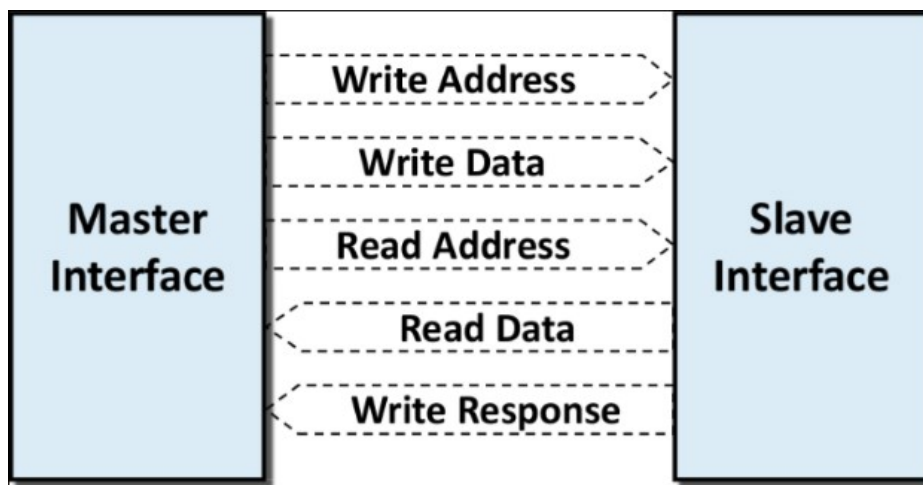 Master
Interface
Write Address
Write Data
Read Address
Read Data
Write Response
Slave
Interface